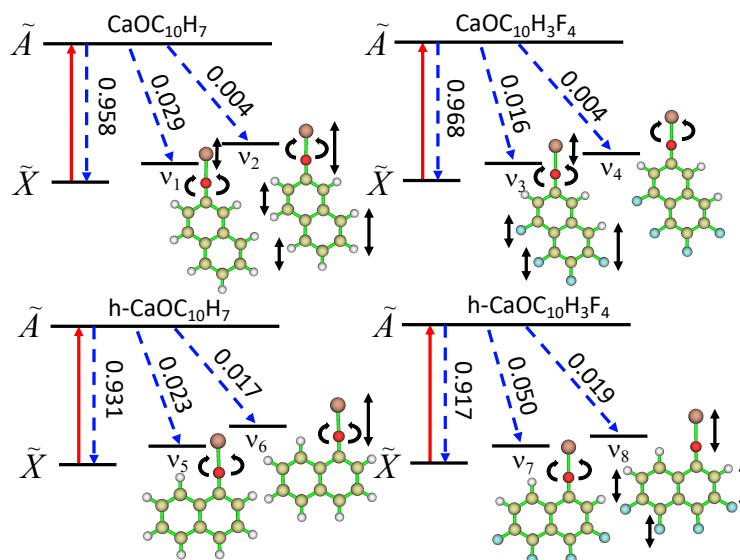 CaOC₁₀H₇
Ã
0.958
0.029
0.004
X̃
ν₁
ν₂
CaOC₁₀H₃F₄
Ã
0.968
0.016
0.004
X̃
ν₃
ν₄
h-CaOC₁₀H₇
Ã
0.931
0.023
0.017
X̃
ν₅
ν₆
h-CaOC₁₀H₃F₄
Ã
0.917
0.050
0.019
X̃
ν₇
ν₈